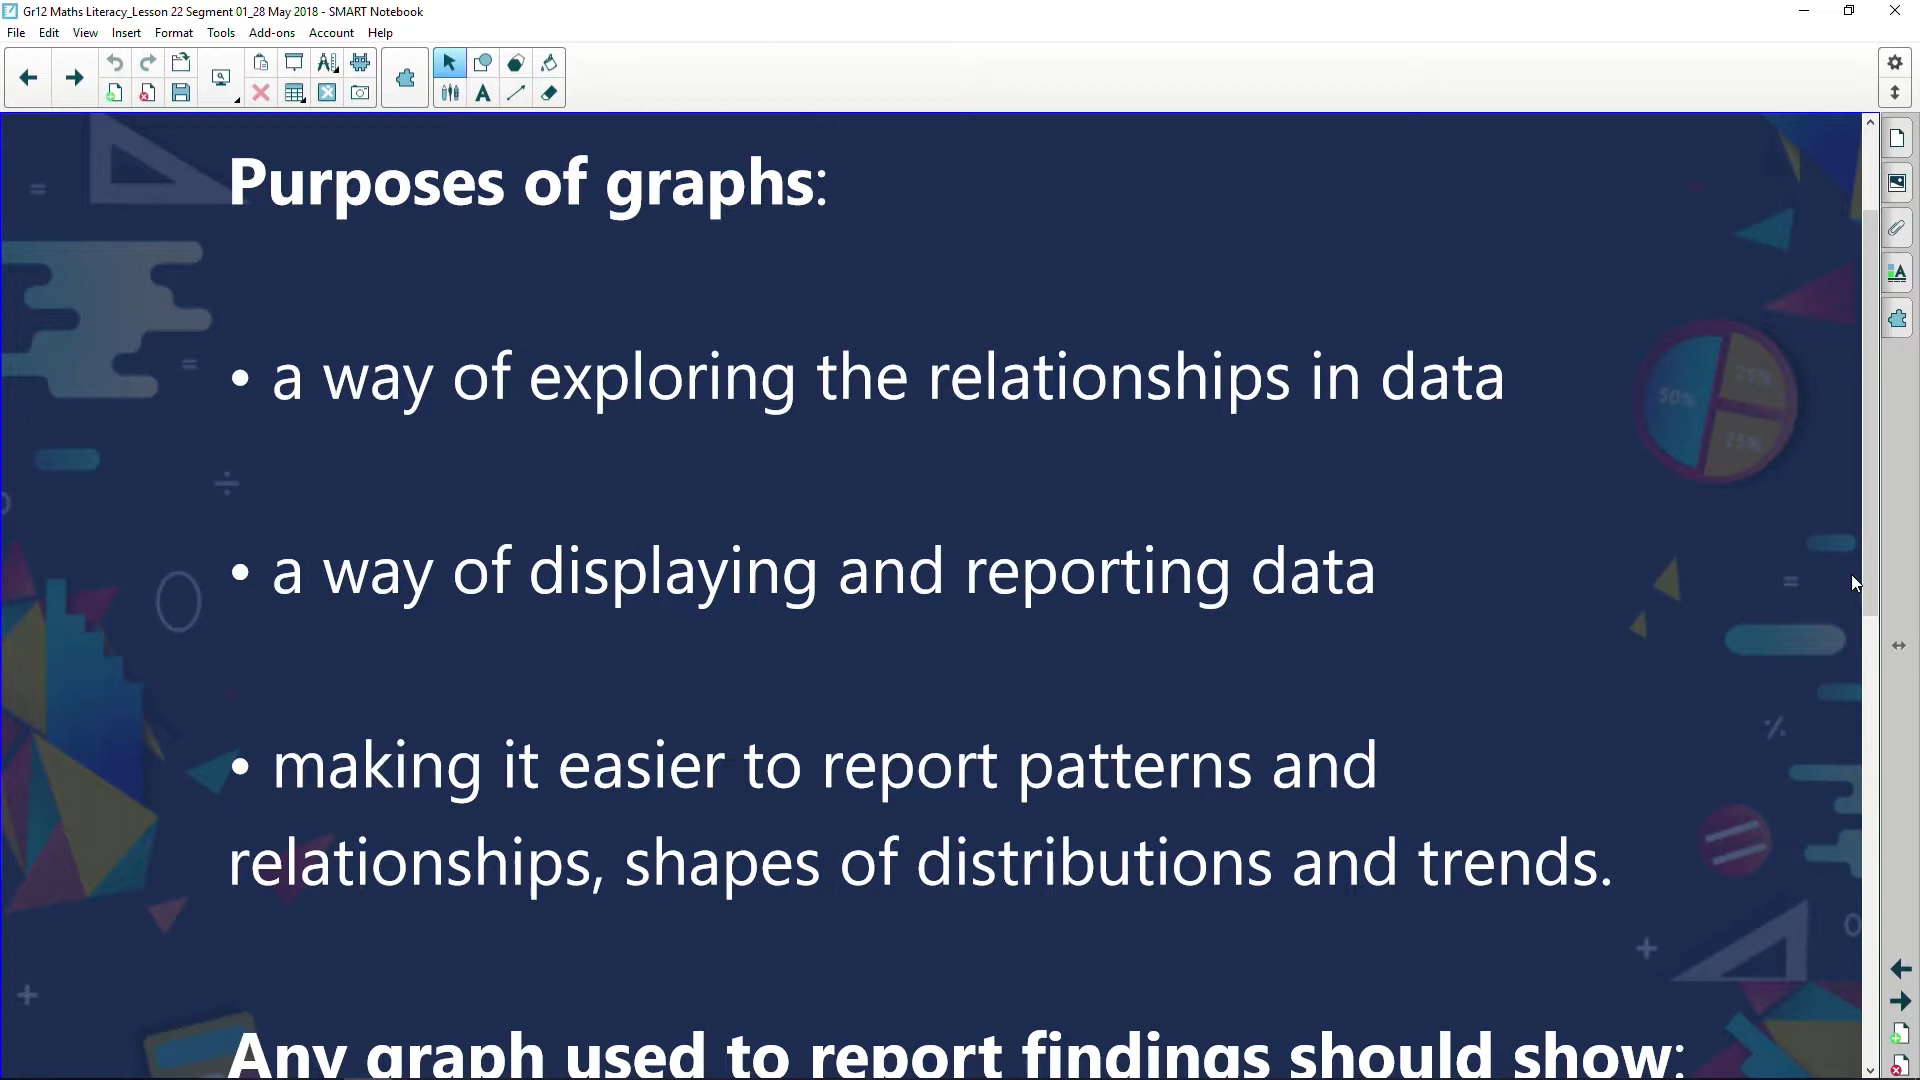 Gr12 Maths Literacy_Lesson 22 Segment 01_28 May 2018 - SMART Notebook
File Edit View Insert Format Tools Add-ons Account Help
Purposes of graphs:
• a way of exploring the relationships in data
50%
25%
25%
• a way of displaying and reporting data
• making it easier to report patterns and
relationships, shapes of distributions and trends.
Any graph used to report findings should show: